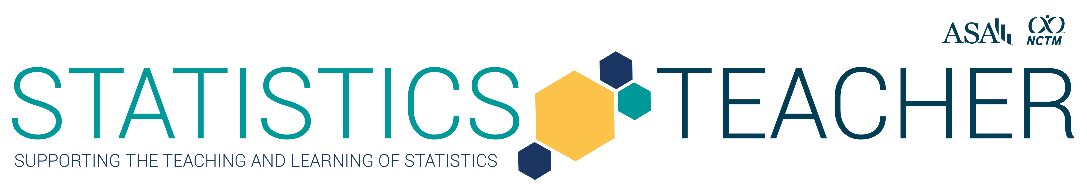 ASA NCTM
STATISTICS TEACHER
SUPPORTING THE TEACHING AND LEARNING OF STATISTICS